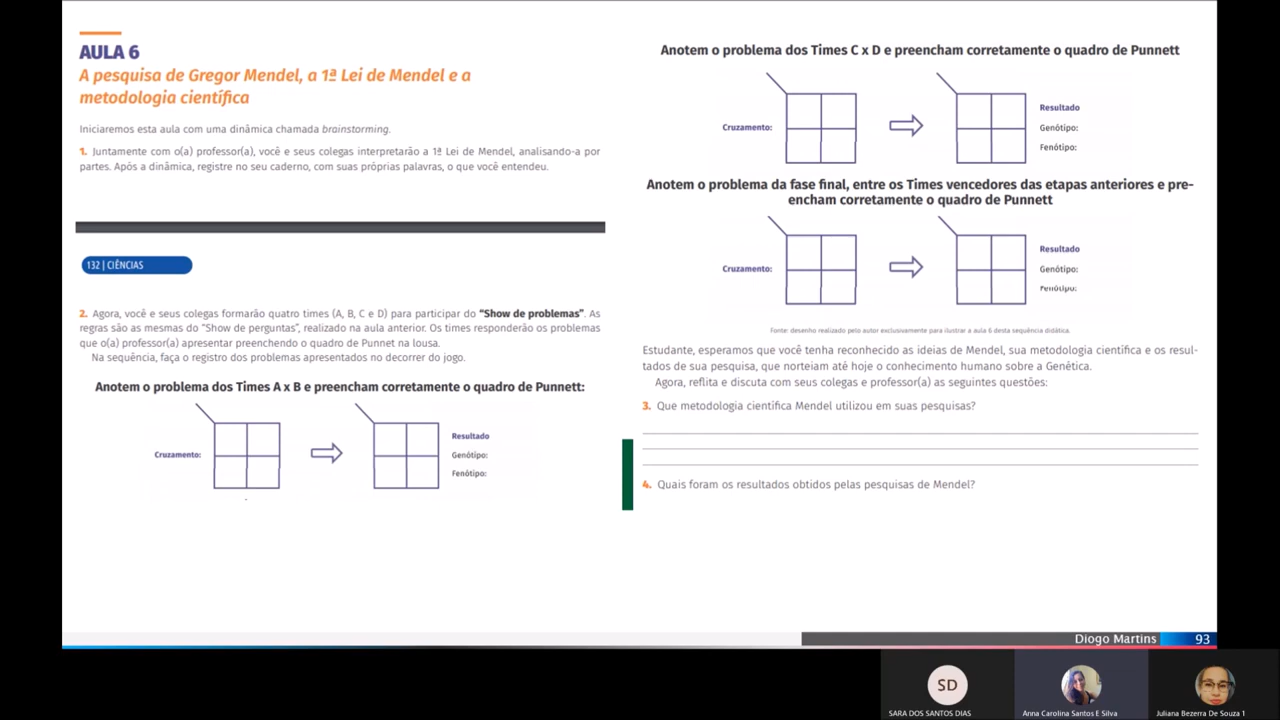 AULA 6
A pesquisa de Gregor Mendel, a 1ª Lei de Mendel e a
metodologia científica
Iniciaremos esta aula com uma dinâmica chamada brainstorming.
1. Juntamente com o(a) professor(a), você e seus colegas interpretarão a 1ª Lei de Mendel, analisando-a por
partes. Após a dinâmica, registre no seu caderno, com suas próprias palavras, o que você entendeu.
132 | CIÊNCIAS
2. Agora, você e seus colegas formarão quatro times (A, B, C e D) para participar do “Show de problemas”. As
regras são as mesmas do “Show de perguntas”, realizado na aula anterior. Os times responderão os problemas
que o(a) professor(a) apresentar preenchendo o quadro de Punnet na lousa.
Na sequência, faça o registro dos problemas apresentados no decorrer do jogo.
Anotem o problema dos Times A x B e preencham corretamente o quadro de Punnett:
Cruzamento:
Resultado
Genótipo:
Fenótipo:
Anotem o problema dos Times C x D e preencham corretamente o quadro de Punnett
Cruzamento:
Resultado
Genótipo:
Fenótipo:
Anotem o problema da fase final, entre os Times vencedores das etapas anteriores e pre-
encham corretamente o quadro de Punnett
Cruzamento:
Resultado
Genótipo:
Fenótipo:
Fonte: desenho realizado pelo autor exclusivamente para ilustrar a aula 6 desta sequência didática.
Estudante, esperamos que você tenha reconhecido as ideias de Mendel, sua metodologia científica e os resul-
tados de sua pesquisa, que norteiam até hoje o conhecimento humano sobre a Genética.
Agora, reflita e discuta com seus colegas e professor(a) as seguintes questões:
3. Que metodologia científica Mendel utilizou em suas pesquisas?
4. Quais foram os resultados obtidos pelas pesquisas de Mendel?
Diogo Martins 93
SD
SARA DOS SANTOS DIAS
Anna Carolina Santos E Silva
Juliana Bezerra De Souza 1